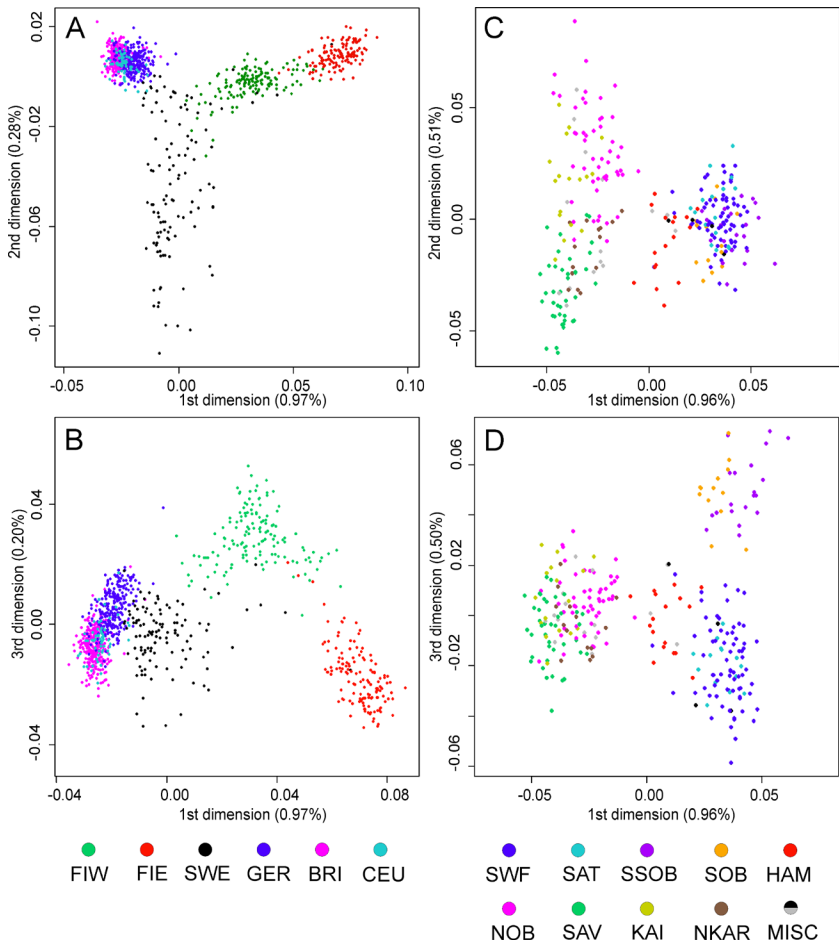 A
2nd dimension (0.28%)
0.02
-0.02
-0.06
-0.10
-0.05
0.00
0.05
0.10
1st dimension (0.97%)
C
2nd dimension (0.51%)
0.05
0.00
-0.05
-0.05
0.00
0.05
1st dimension (0.96%)
B
3rd dimension (0.20%)
0.04
0.00
-0.04
-0.04
0.00
0.04
0.08
1st dimension (0.97%)
D
3rd dimension (0.50%)
0.06
0.02
-0.02
-0.06
-0.05
0.00
0.05
1st dimension (0.96%)
FIW FIE SWE GER BRI CEU
SWF SAT SSOB SOB HAM
NOB SAV KAI NKAR MISC